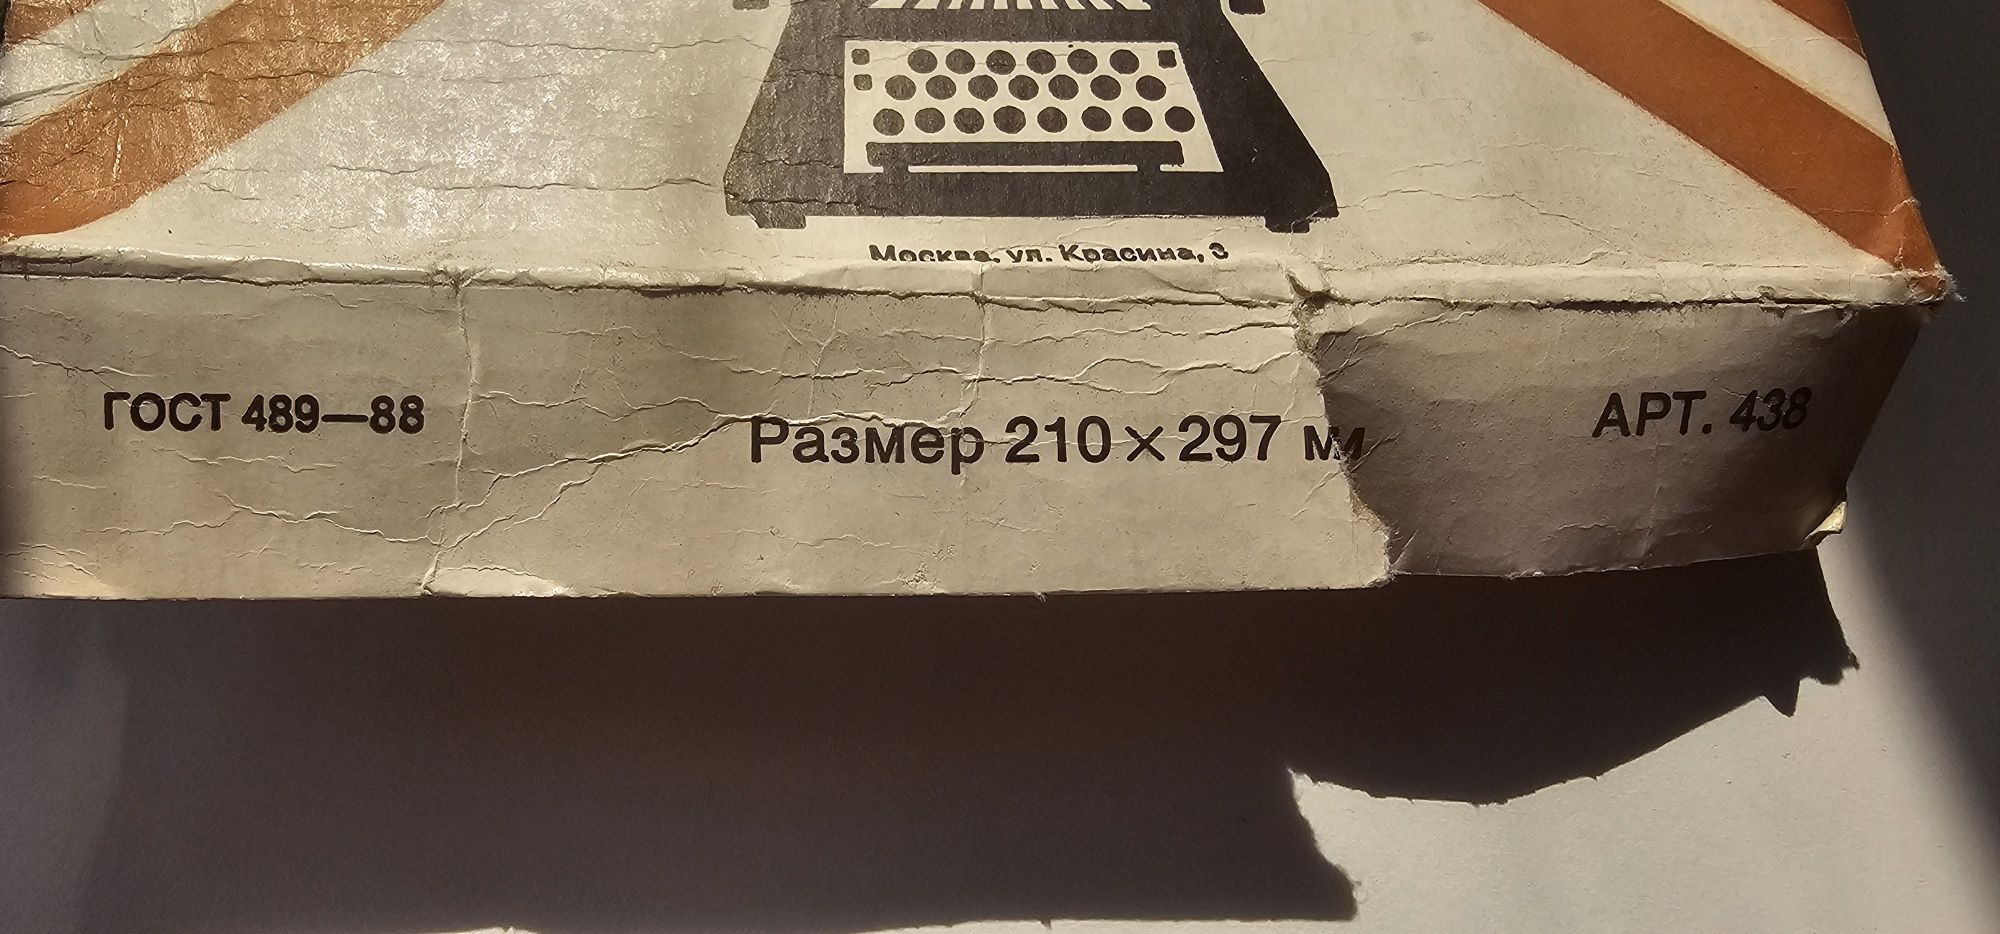 Москва, ул. Красина, 3
ГОСТ 489—88
Размер 210×297 мм
АРТ. 438